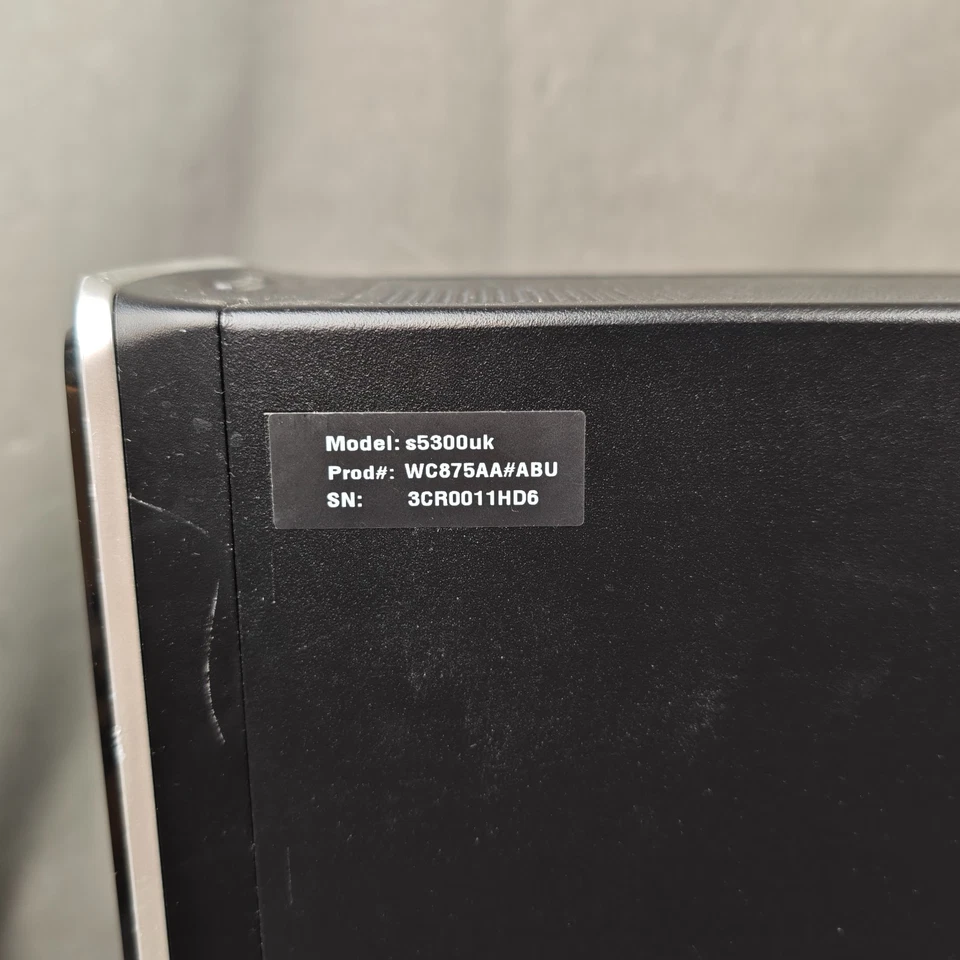 Model: s5300uk
Prod#: WC875AA#ABU
SN: 3CR0011HD6